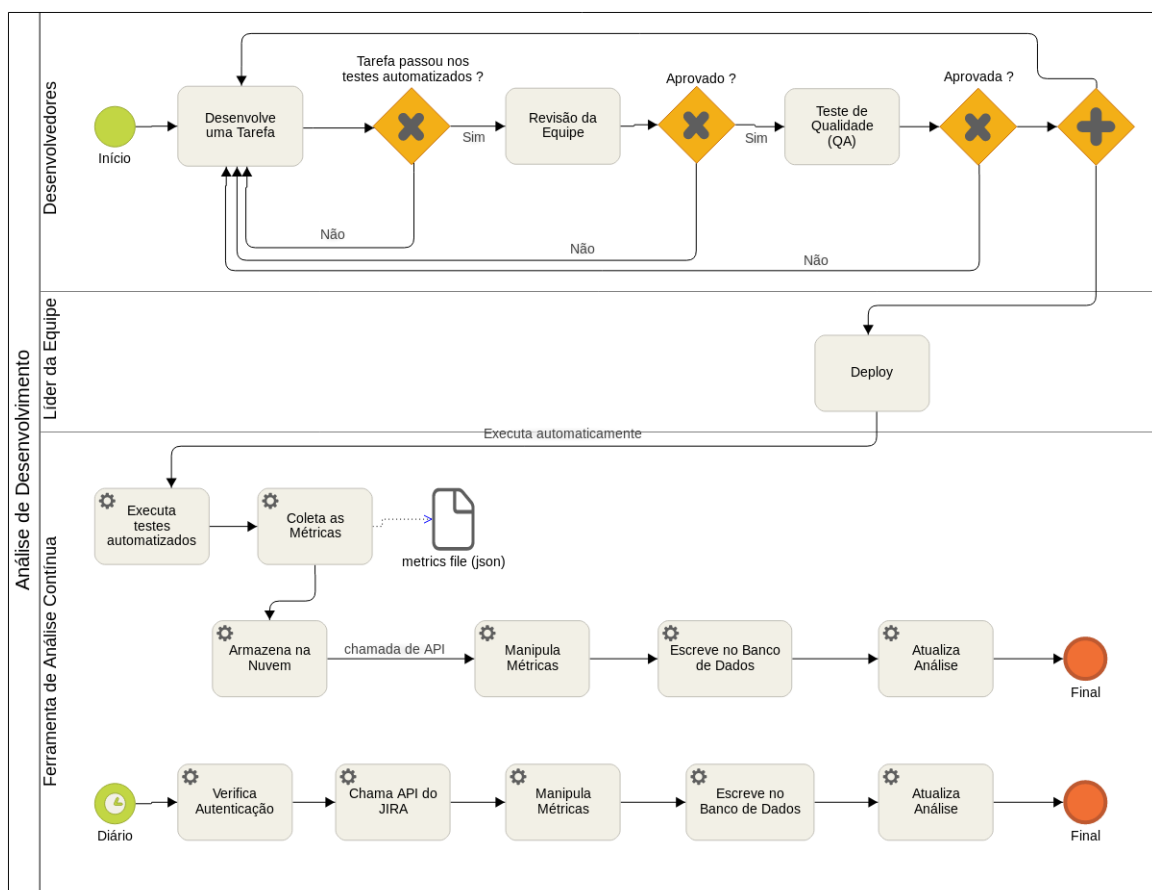 Análise de Desenvolvimento
Desenvolvedores
Início
Desenvolve
uma Tarefa
Tarefa passou nos
testes automatizados ?
Sim
Não
Revisão da
Equipe
Aprovado ?
Sim
Não
Teste de
Qualidade
(QA)
Aprovada ?
Não
Líder da Equipe
Deploy
Executa automaticamente
Ferramenta de Análise Contínua
Executa
testes
automatizados
Coleta as
Métricas
metrics file (json)
Armazena na
Nuvem
chamada de API
Manipula
Métricas
Escreve no Banco
de Dados
Atualiza
Análise
Final
Diário
Verifica
Autenticação
Chama API do
JIRA
Manipula
Métricas
Escreve no
Banco de Dados
Atualiza
Análise
Final